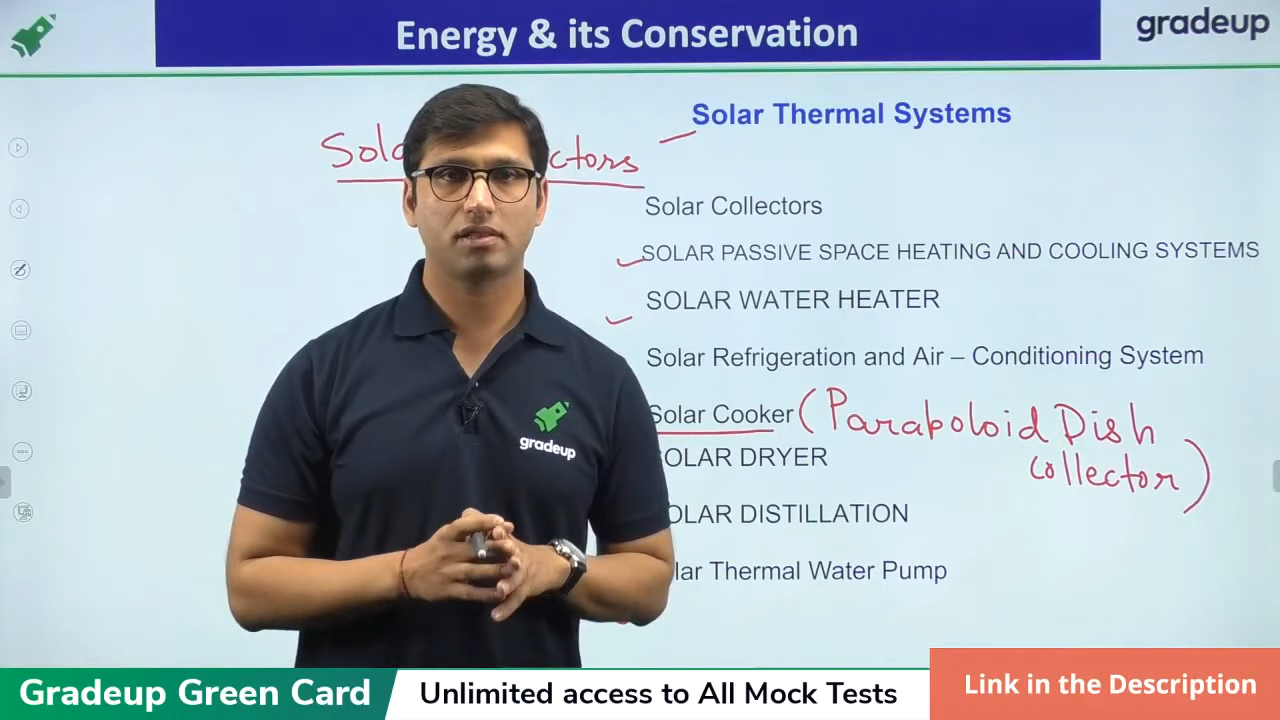 Energy & its Conservation
gradeup
Solar Thermal Systems
Solar Collectors
SOLAR PASSIVE SPACE HEATING AND COOLING SYSTEMS
SOLAR WATER HEATER
Solar Refrigeration and Air – Conditioning System
Solar Cooker (Paraboloid Dish
collector)
OLAR DRYER
OLAR DISTILLATION
lar Thermal Water Pump
gradeup
Gradeup Green Card
Unlimited access to All Mock Tests
Link in the Description